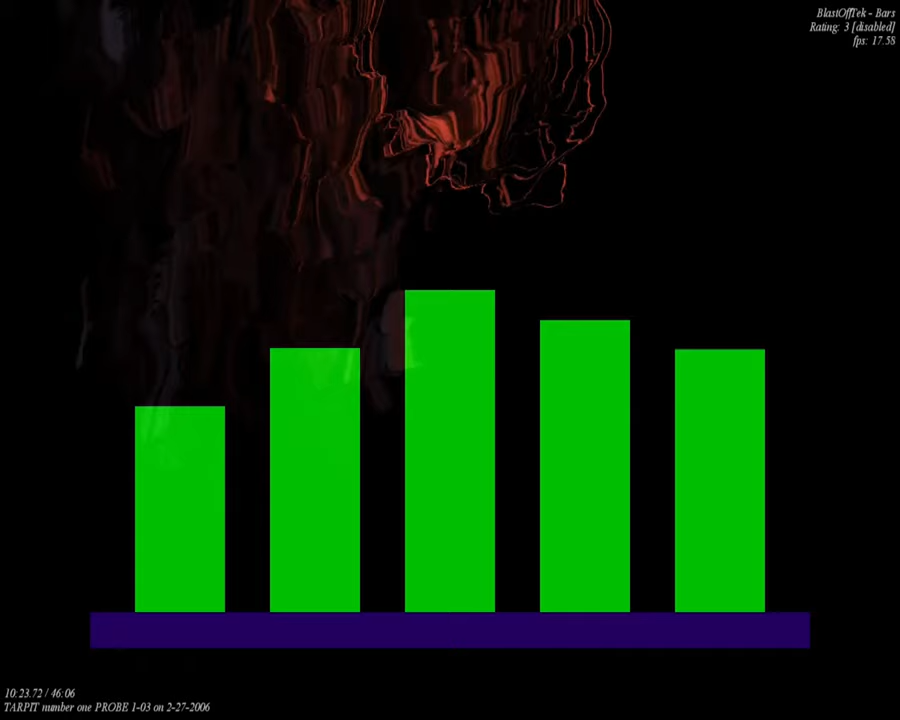 BlastOffTek - Bars
Rating: 3 [disabled]
fps: 17.58
10:23.72 / 46:06
TARPIT number one PROBE 1-03 on 2-27-2006